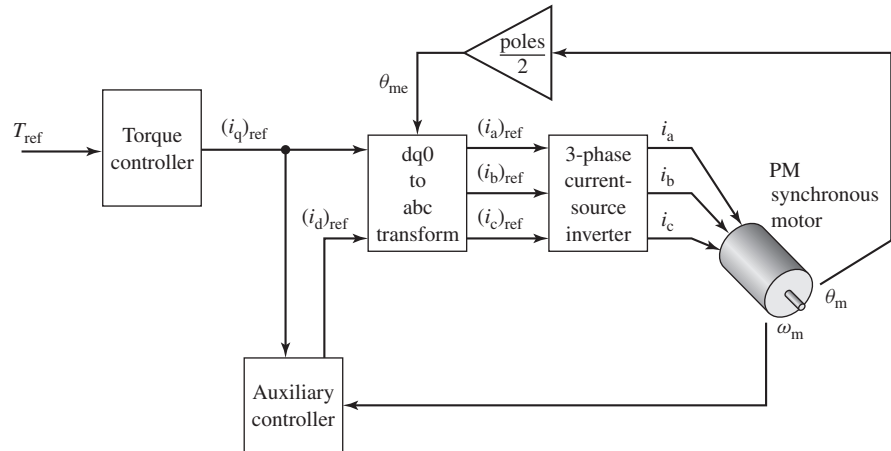 poles
2
θme
Tref
Torque
controller
(iq)ref
(id)ref
dq0
to
abc
transform
(ia)ref
(ib)ref
(ic)ref
3-phase
current-
source
inverter
ia
ib
ic
PM
synchronous
motor
θm
ωm
Auxiliary
controller